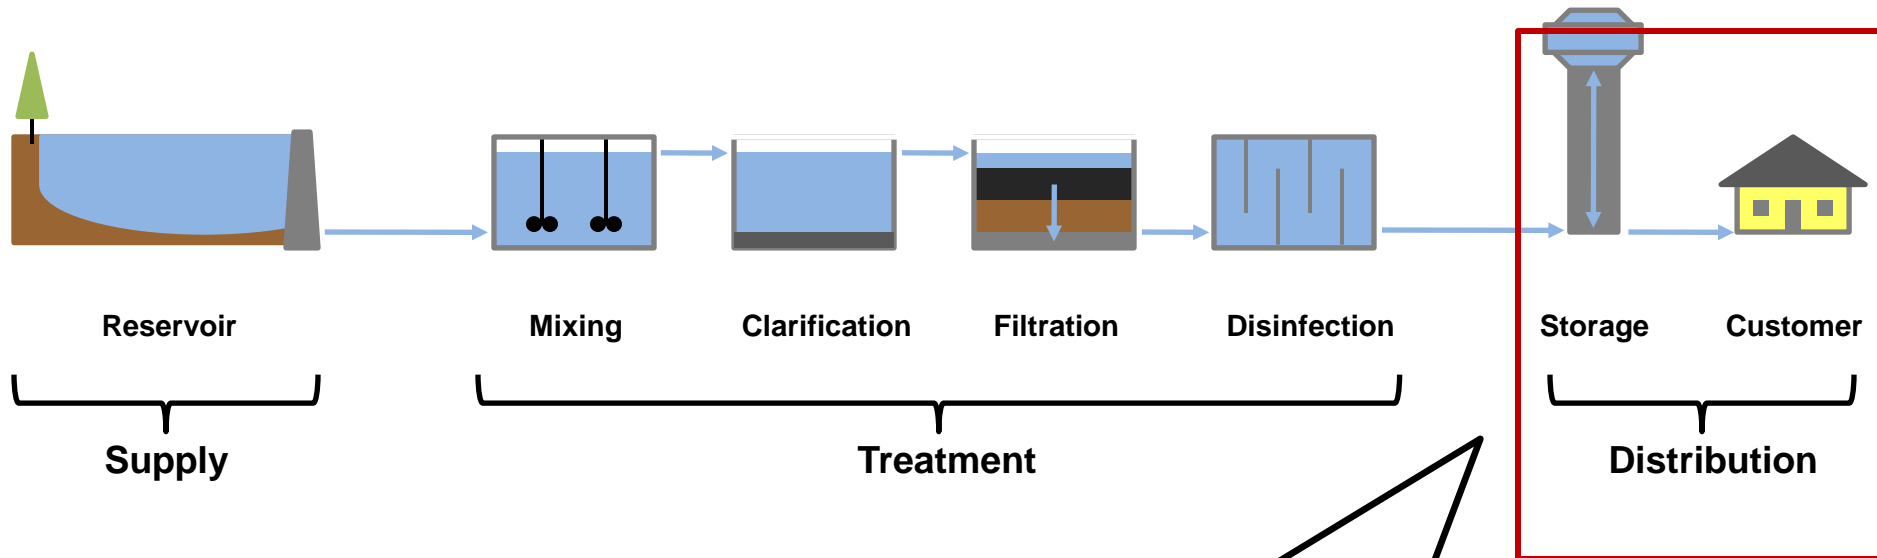 Reservoir
Mixing
Clarification
Filtration
Disinfection
Storage
Customer
Supply
Treatment
Distribution